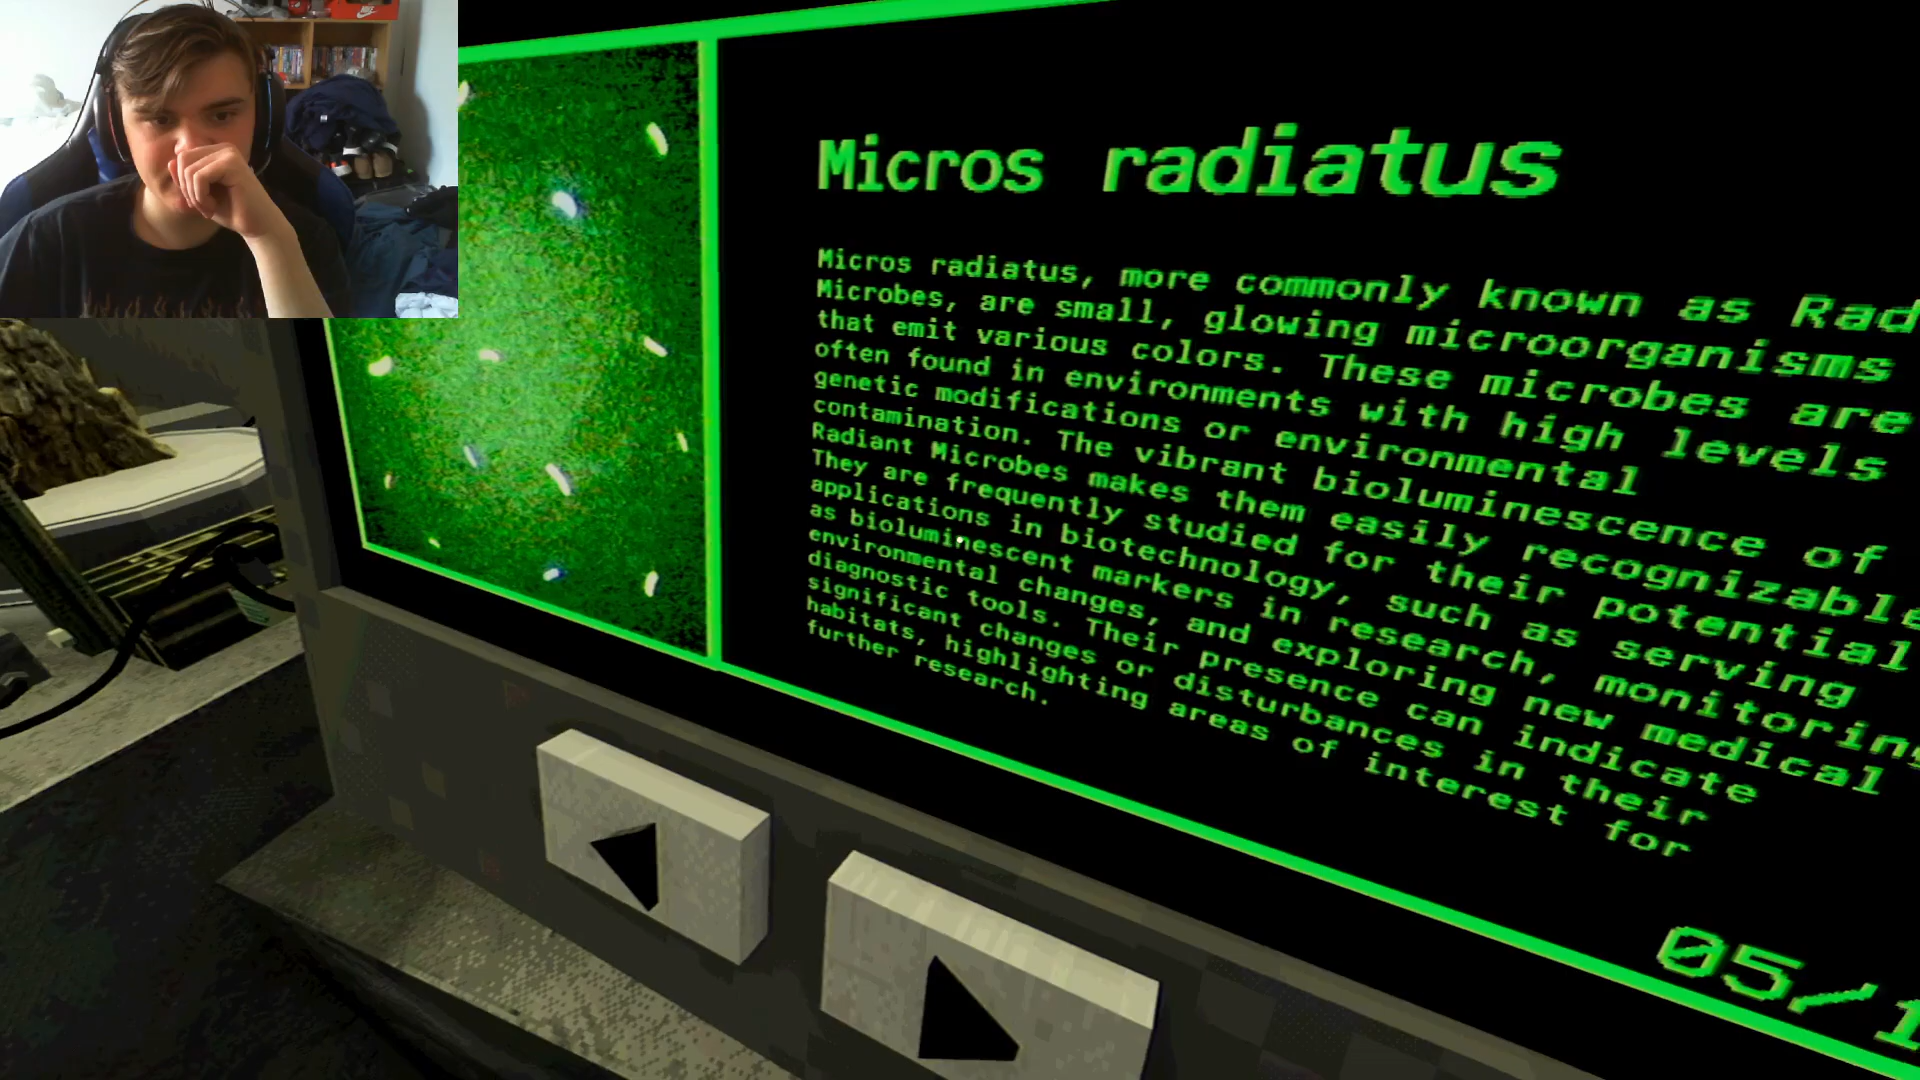 Micros radiatus
Micros radiatus, more commonly known as Rad
Microbes, are small, glowing microorganisms
that emit various colors. These microbes are
often found in environments with high levels
genetic modifications or environmental
contamination. The vibrant bioluminescence of
Radiant Microbes makes them easily recognizable
They are frequently studied for their potential
applications in biotechnology, such as serving
as bioluminescent markers in research, monitoring
environmental changes, and exploring new medical
diagnostic tools. Their presence can indicate
significant changes or disturbances in their
habitats, highlighting areas of interest for
further research.
05/1